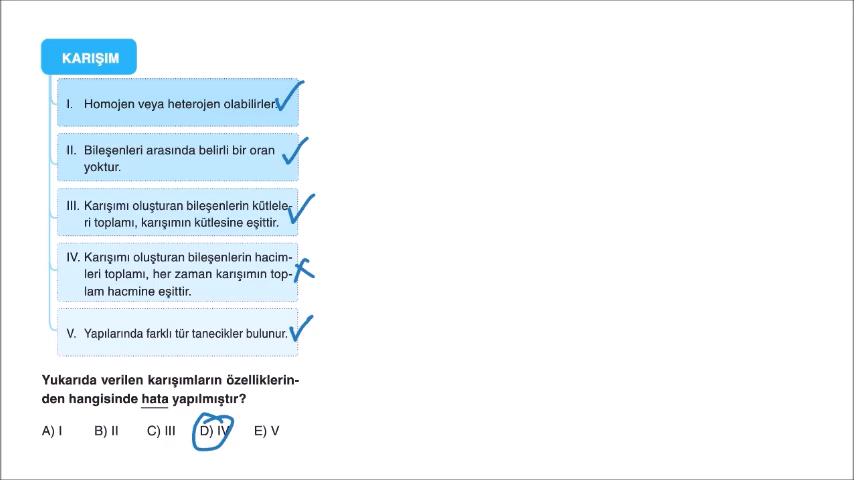 KARIŞIM
I. Homojen veya heterojen olabilirler.
II. Bileşenleri arasında belirli bir oran
yoktur.
III. Karışımı oluşturan bileşenlerin kütlele-
ri toplamı, karışımın kütlesine eşittir.
IV. Karışımı oluşturan bileşenlerin hacim-
leri toplamı, her zaman karışımın top-
lam hacmine eşittir.
V. Yapılarında farklı tür tanecikler bulunur.
Yukarıda verilen karışımların özelliklerin-
den hangisinde hata yapılmıştır?
A) I B) II C) III D) IV E) V